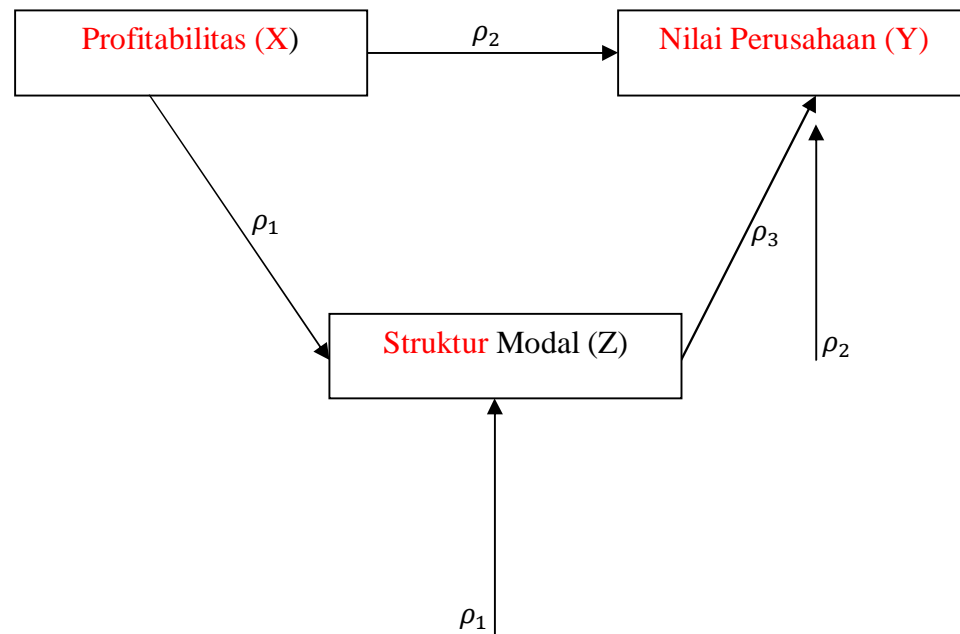 Profitabilitas (X)
𝜌₂
Nilai Perusahaan (Y)
𝜌₁
𝜌₃
Struktur Modal (Z)
𝜌₂
𝜌₁